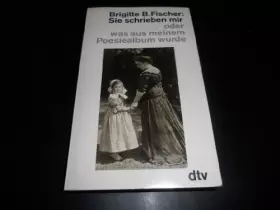 Brigitte B.Fischer:
Sie schrieben mir
oder
was aus meinem
Poesiealbum wurde
dtv